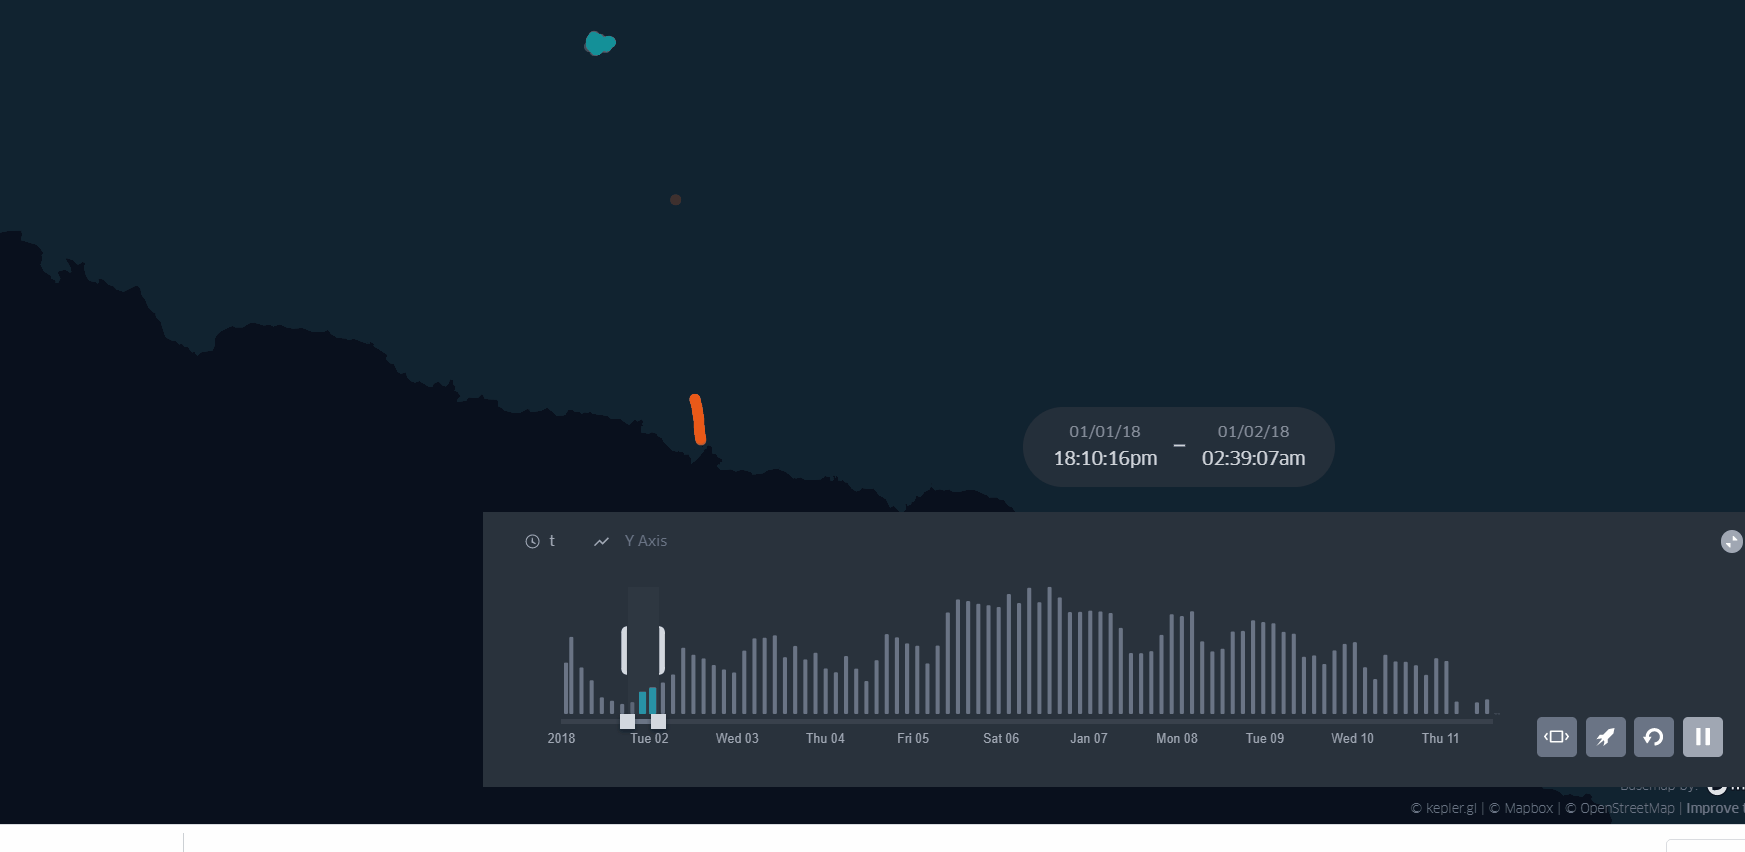 01/01/18
18:10:16pm
–
01/02/18
02:39:07am
t
Y Axis
2018
Tue 02
Wed 03
Thu 04
Fri 05
Sat 06
Jan 07
Mon 08
Tue 09
Wed 10
Thu 11
Basemap by:
© kepler.gl | © Mapbox | © OpenStreetMap | Improve